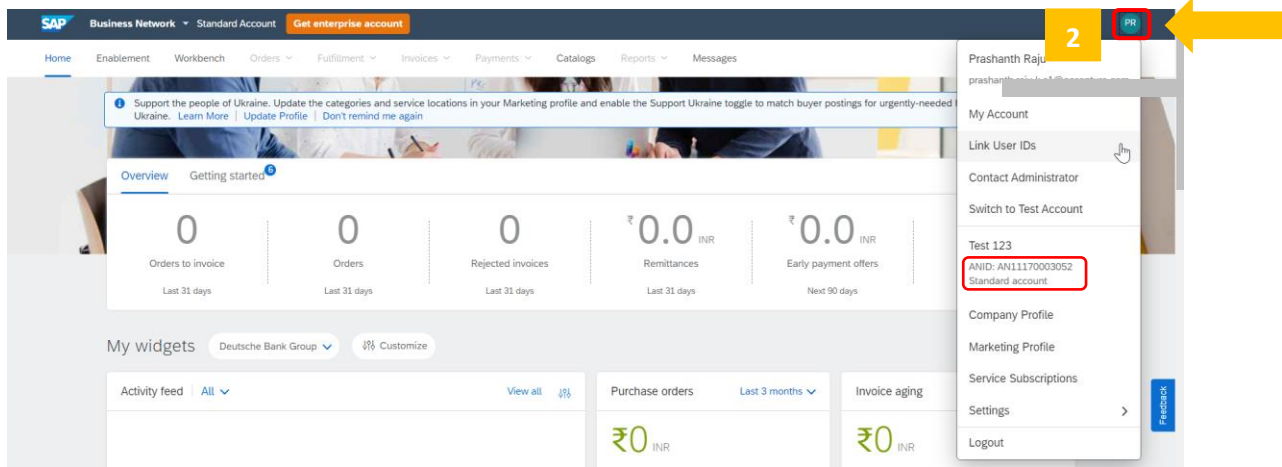 SAP Business Network Standard Account Get enterprise account
2
PR
Home Enablement Workbench Orders Fulfillment Invoices Payments Catalogs Reports Messages
Support the people of Ukraine. Update the categories and service locations in your Marketing profile and enable the Support Ukraine toggle to match buyer postings for urgently-needed
Ukraine. Learn More | Update Profile | Don't remind me again
Overview Getting started 6
0 0 0 ₹0.0 INR ₹0.0 INR
Orders to invoice Orders Rejected invoices Remittances Early payment offers
Last 31 days Last 31 days Last 31 days Last 31 days Next 90 days
My widgets Deutsche Bank Group Customize
Activity feed | All View all Purchase orders Last 3 months Invoice aging
₹0 INR ₹0 INR
Prashanth Raju
My Account
Link User IDs
Contact Administrator
Switch to Test Account
Test 123
ANID: AN11170003052
Standard account
Company Profile
Marketing Profile
Service Subscriptions
Settings
Logout
Feedback